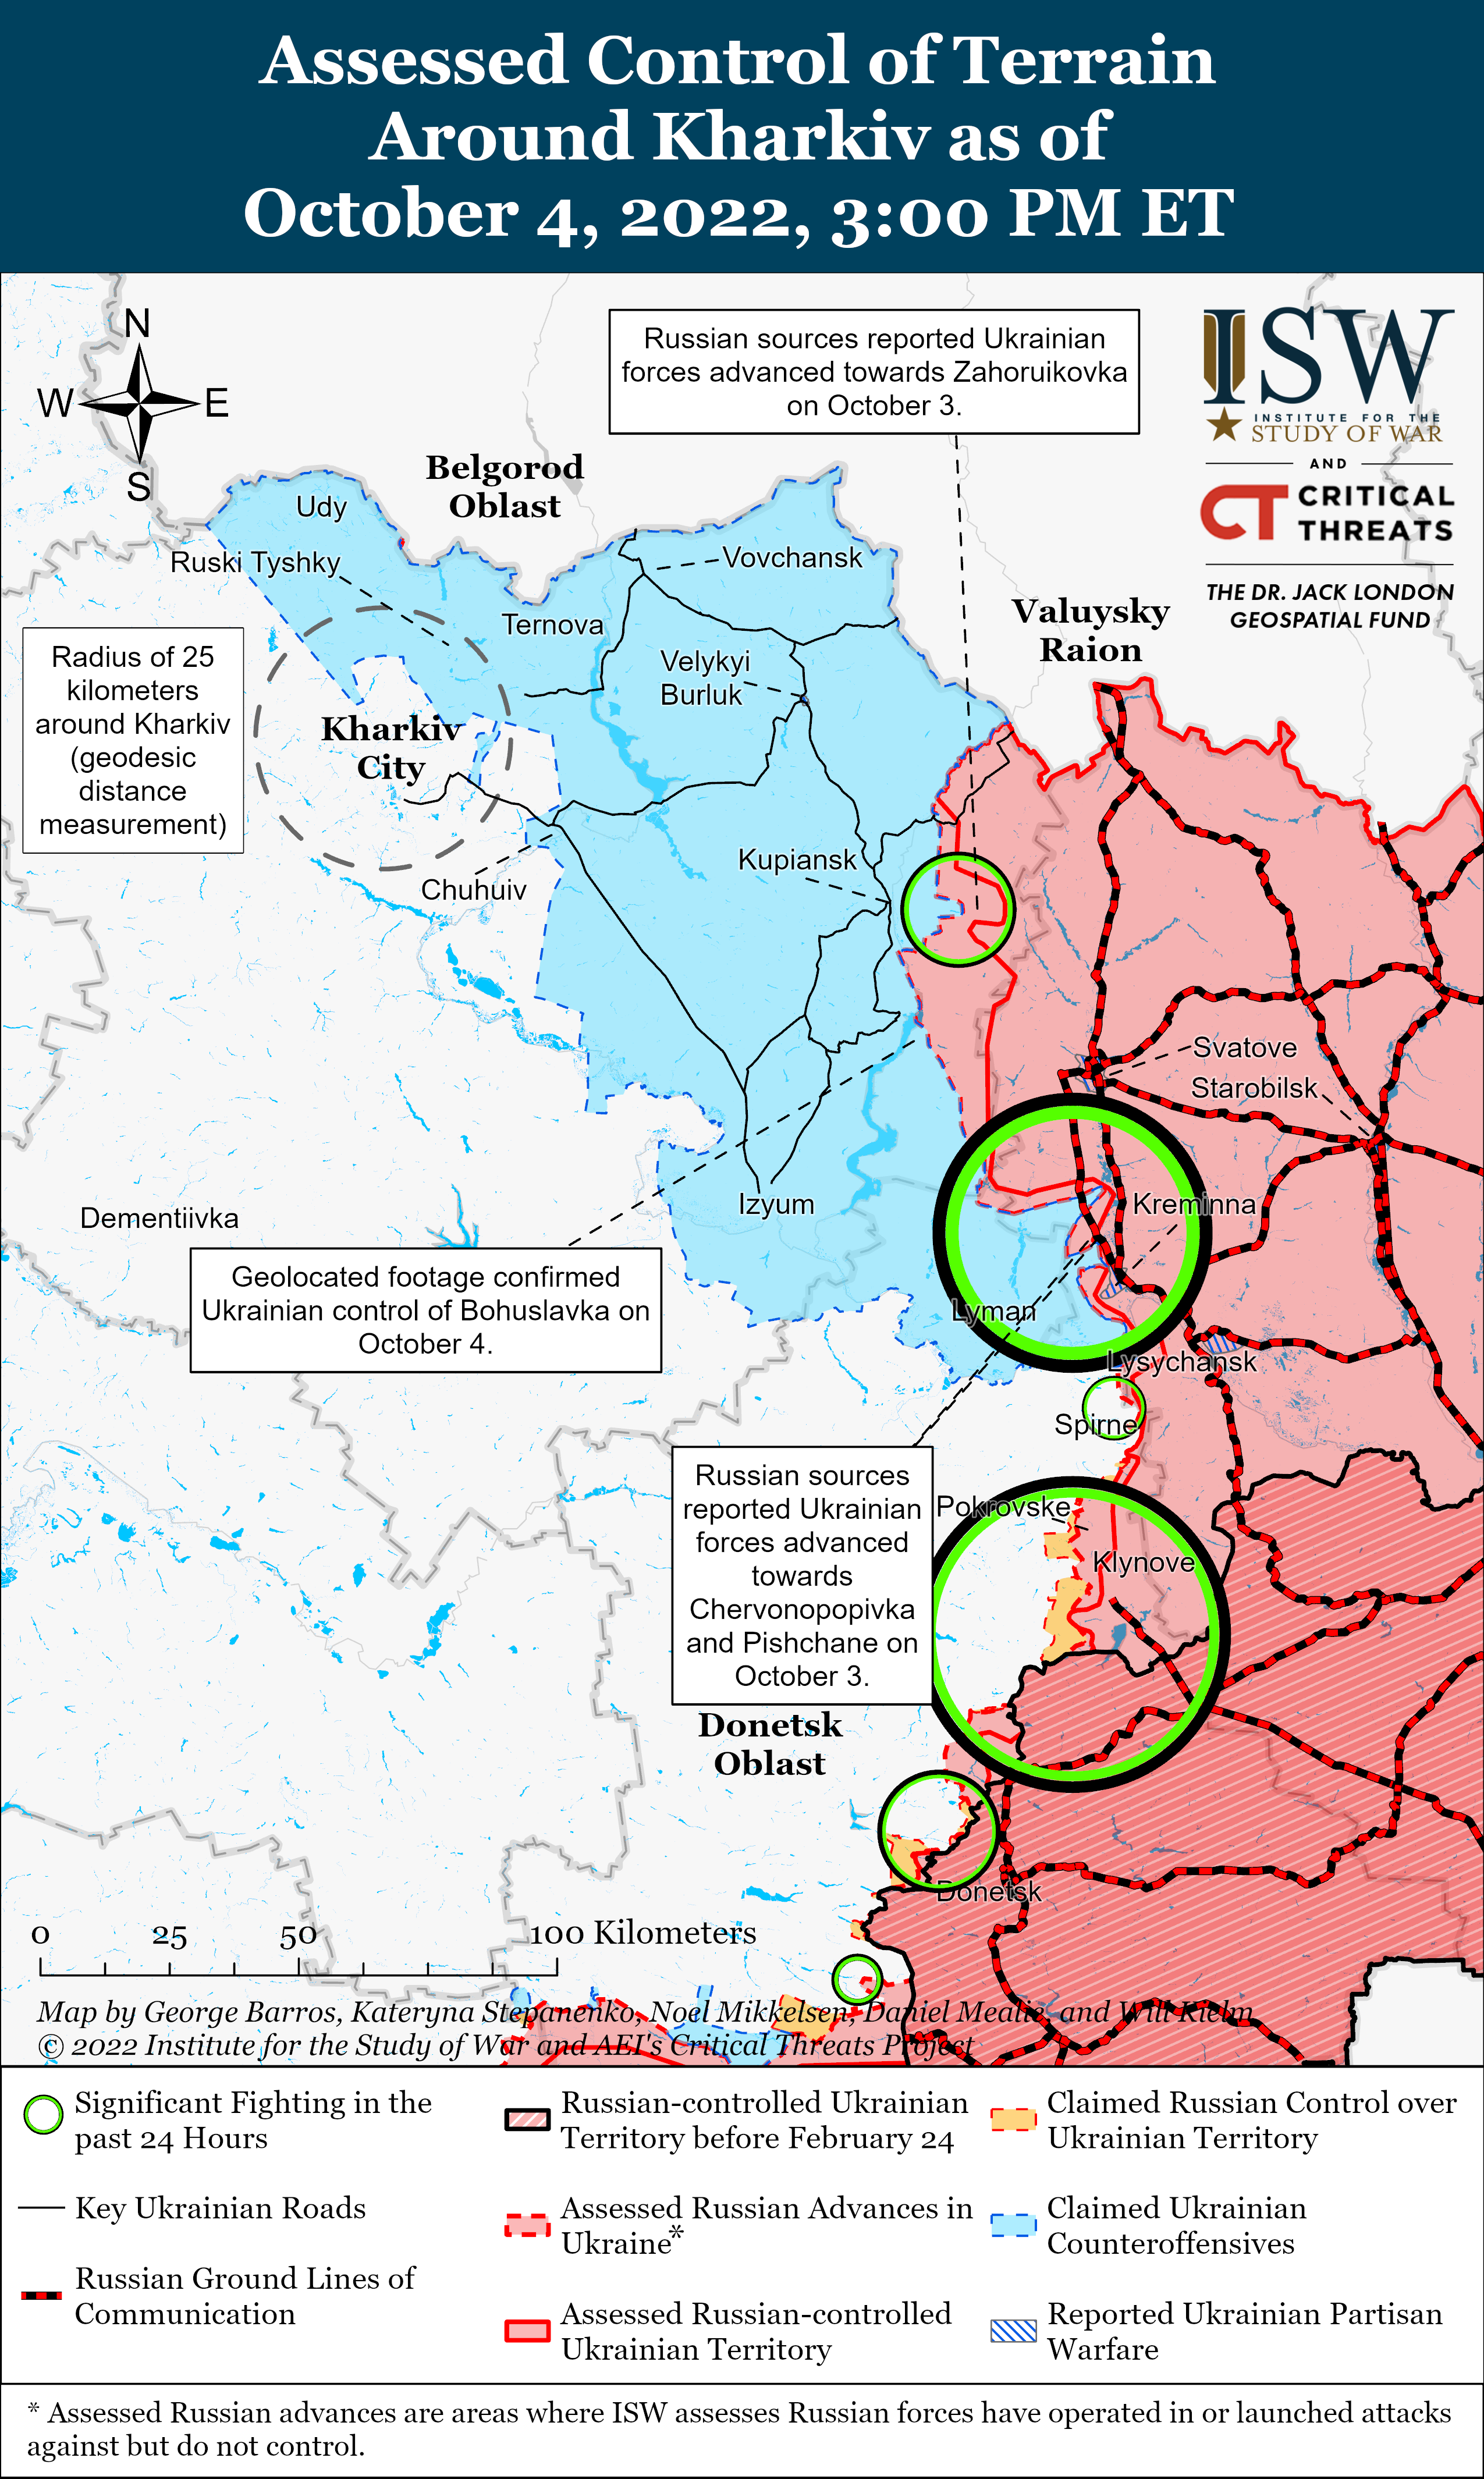 Assessed Control of Terrain
Around Kharkiv as of
October 4, 2022, 3:00 PM ET
N
W
E
S
Russian sources reported Ukrainian
forces advanced towards Zahoruikovka
on October 3.
ISW
INSTITUTE FOR THE
STUDY OF WAR
AND
CT CRITICAL
THREATS
THE DR. JACK LONDON
GEOSPATIAL FUND
Belgorod
Oblast
Udy
Ruski Tyshky
Vovchansk
Ternova
Valuysky
Raion
Radius of 25
kilometers
around Kharkiv
(geodesic
distance
measurement)
Velykyi
Burluk
Kharkiv
City
Kupiansk
Chuhuiv
Svatove
Starobilsk
Izyum
Kreminna
Dementiivka
Geolocated footage confirmed
Ukrainian control of Bohuslavka on
October 4.
Lyman
Lysychansk
Spirne
Russian sources
reported Ukrainian
forces advanced
towards
Chervonopopivka
and Pishchane on
October 3.
Pokrovske
Klynove
Donetsk
Oblast
Donetsk
0 25 50 100 Kilometers
Map by George Barros, Kateryna Stepanenko, Noel Mikkelsen, Daniel Mealie, and Will Kielm
© 2022 Institute for the Study of War and AEI's Critical Threats Project
Significant Fighting in the
past 24 Hours
Key Ukrainian Roads
Russian Ground Lines of
Communication
Russian-controlled Ukrainian
Territory before February 24
Assessed Russian Advances in
Ukraine*
Assessed Russian-controlled
Ukrainian Territory
Claimed Russian Control over
Ukrainian Territory
Claimed Ukrainian
Counteroffensives
Reported Ukrainian Partisan
Warfare
* Assessed Russian advances are areas where ISW assesses Russian forces have operated in or launched attacks
against but do not control.